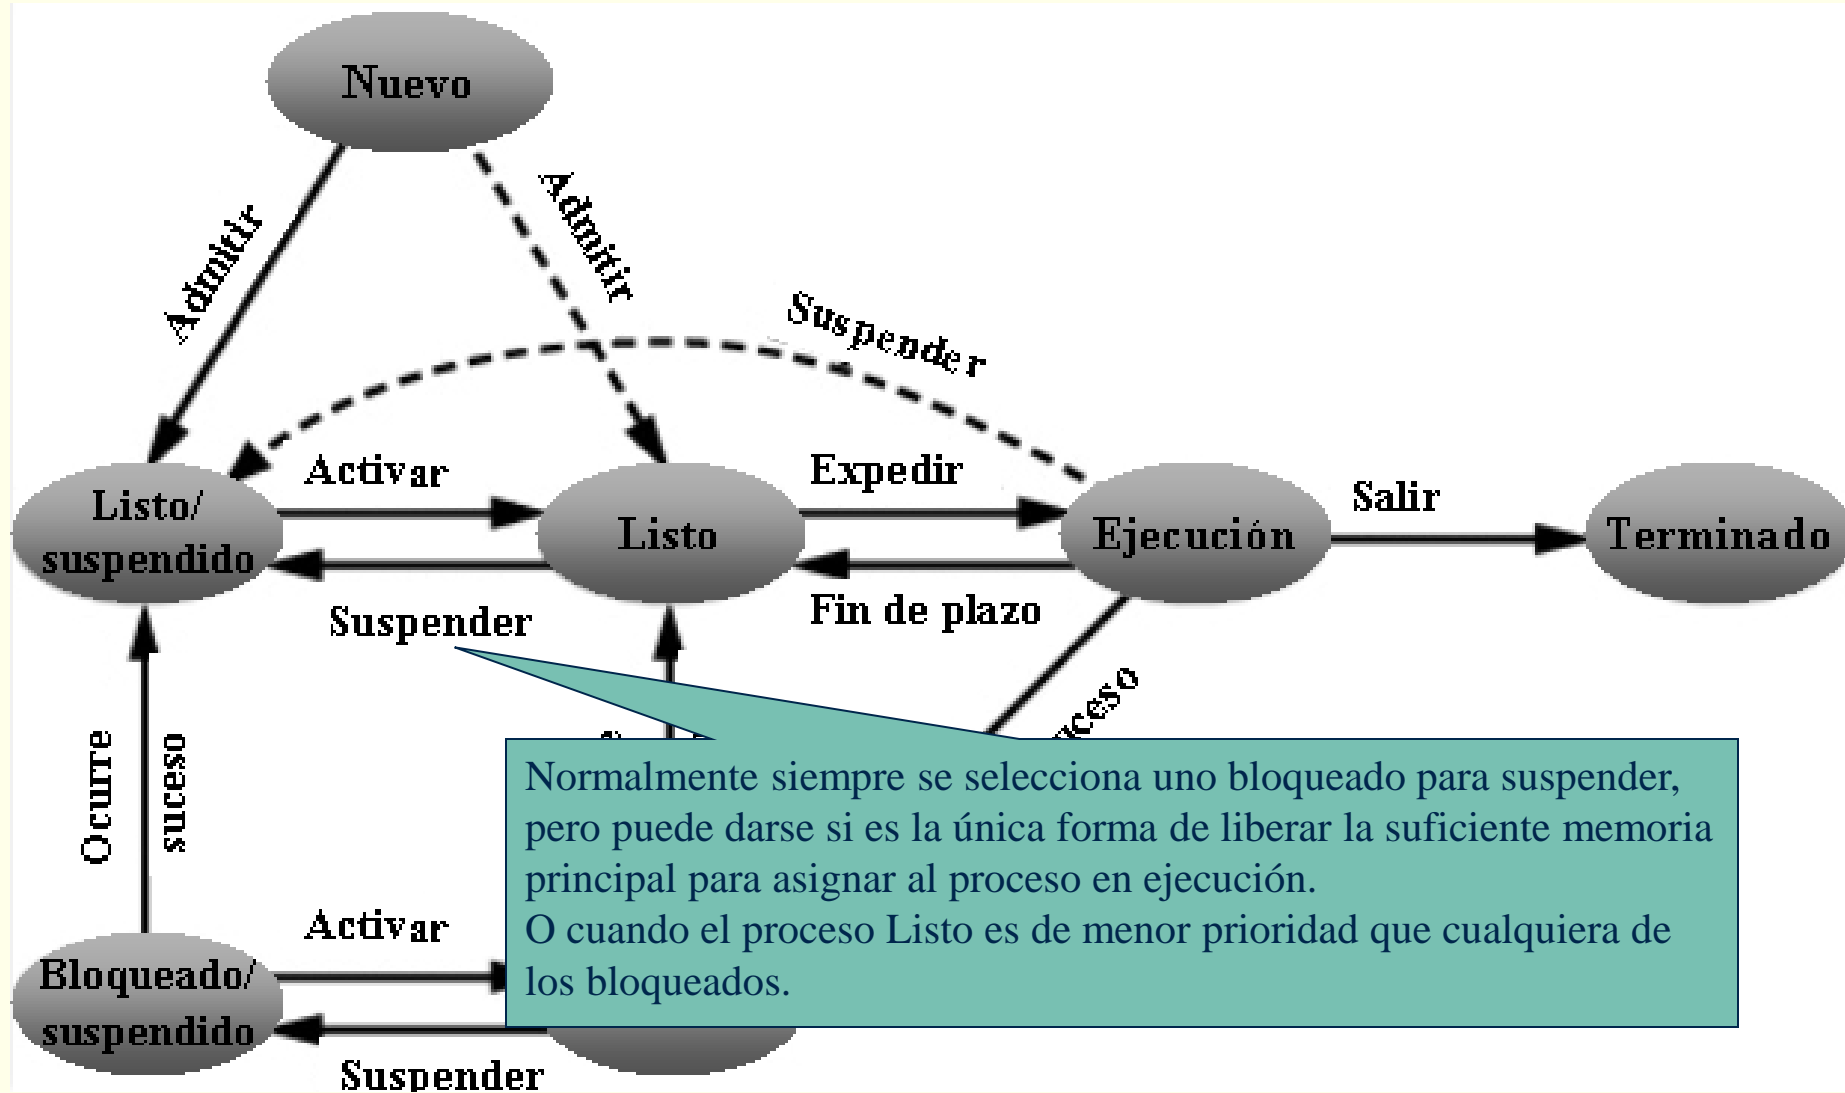 Nuevo
Admitir
Admitir
Suspender
Activar
Expedir
Salir
Listo/
suspendido
Listo
Ejecución
Terminado
Suspender
Fin de plazo
Ocurre
suceso
Normalmente siempre se selecciona uno bloqueado para suspender,
pero puede darse si es la única forma de liberar la suficiente memoria
principal para asignar al proceso en ejecución.
O cuando el proceso Listo es de menor prioridad que cualquiera de
los bloqueados.
Activar
Bloqueado/
suspendido
Suspender